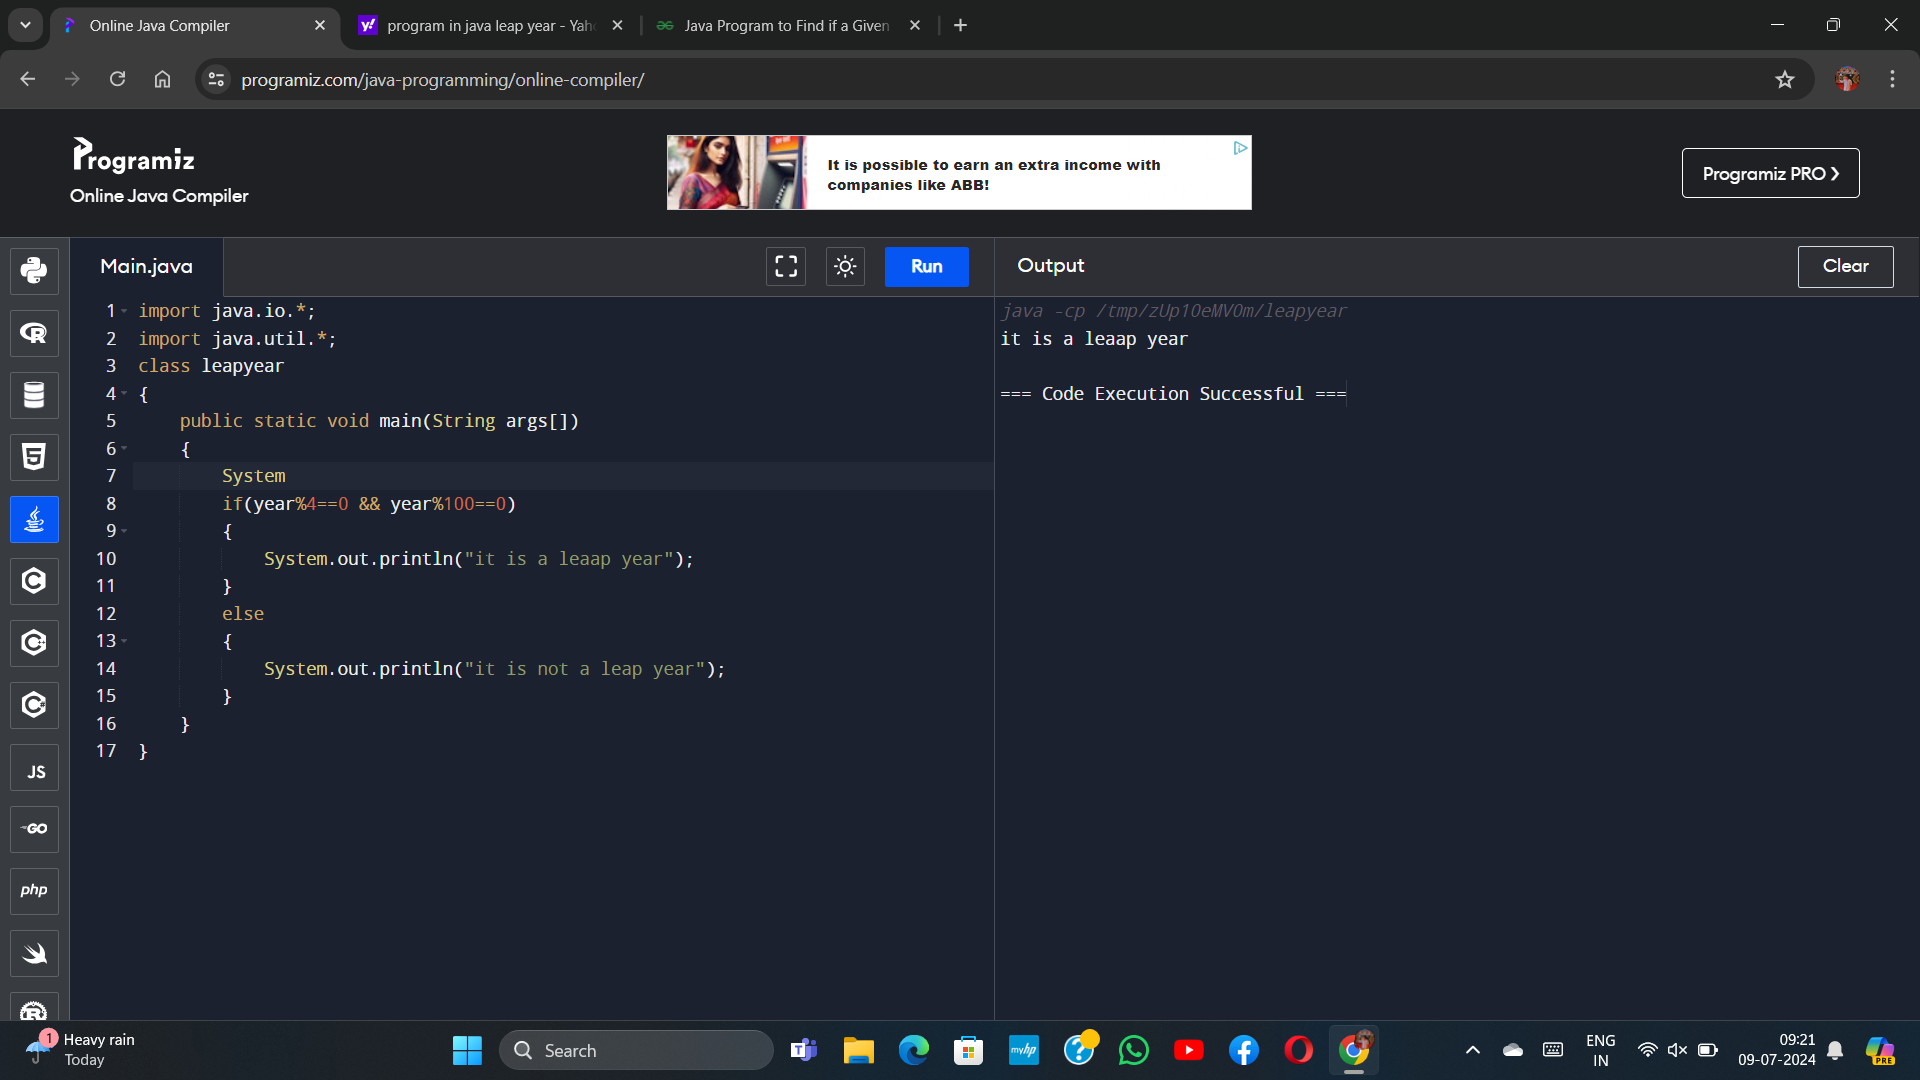 Online Java Compiler
program in java leap year - Yah
Java Program to Find if a Given
programiz.com/java-programming/online-compiler/
Programiz
Online Java Compiler
It is possible to earn an extra income with
companies like ABB!
Programiz PRO
Main.java
Run
Output
Clear
1 import java.io.*;
2 import java.util.*;
3 class leapyear
4 {
5 public static void main(String args[])
6 {
7 System
8 if(year%4==0 && year%100==0)
9 {
10 System.out.println("it is a leaap year");
11 }
12 else
13 {
14 System.out.println("it is not a leap year");
15 }
16 }
17 }
java -cp /tmp/zUp1OeMVOm/leapyear
it is a leaap year
=== Code Execution Successful ===
JS
GO
php
1
Heavy rain
Today
Search
myhp
ENG
IN
09:21
09-07-2024
PRE